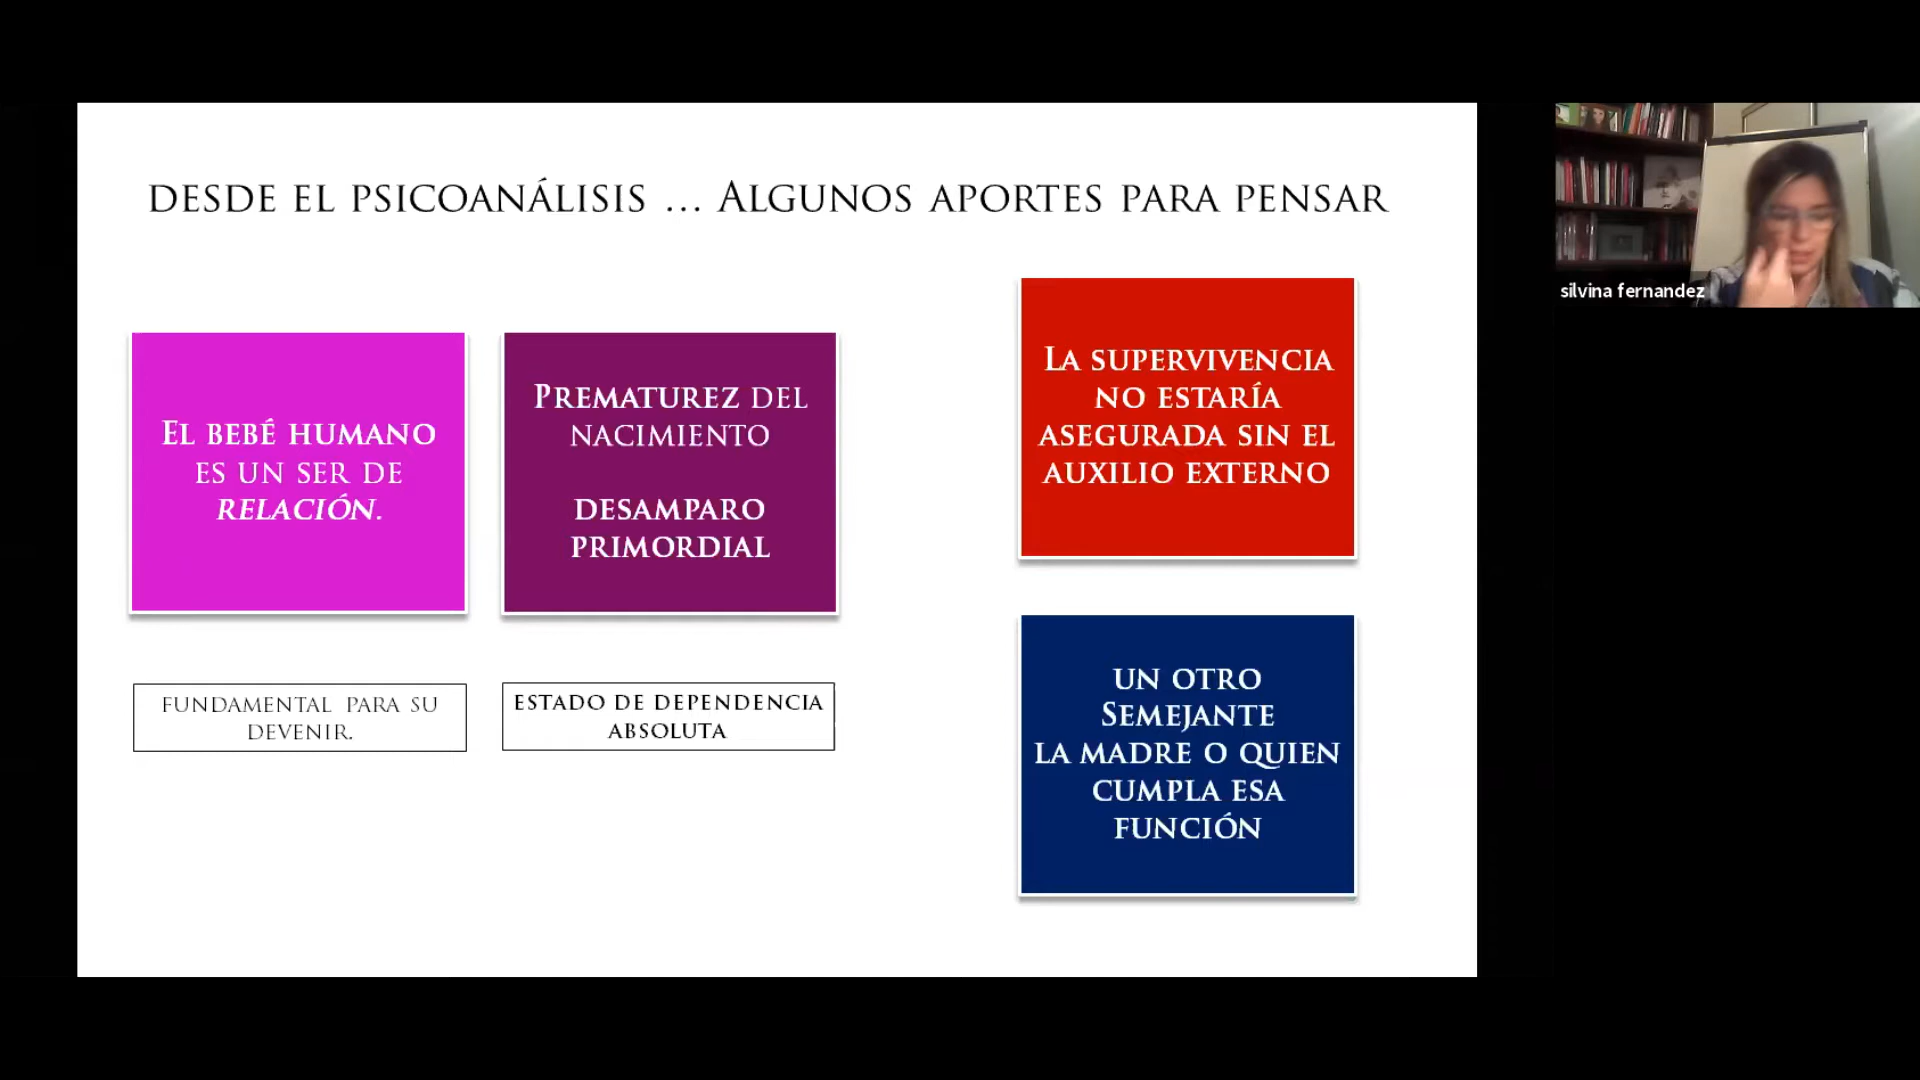 DESDE EL PSICOANÁLISIS … ALGUNOS APORTES PARA PENSAR
EL BEBÉ HUMANO
ES UN SER DE
RELACIÓN.
PREMATUREZ DEL
NACIMIENTO
DESAMPARO
PRIMORDIAL
FUNDAMENTAL PARA SU
DEVENIR.
ESTADO DE DEPENDENCIA
ABSOLUTA
LA SUPERVIVENCIA
NO ESTARÍA
ASEGURADA SIN EL
AUXILIO EXTERNO
UN OTRO
SEMEJANTE
LA MADRE O QUIEN
CUMPLA ESA
FUNCIÓN
silvina fernandez